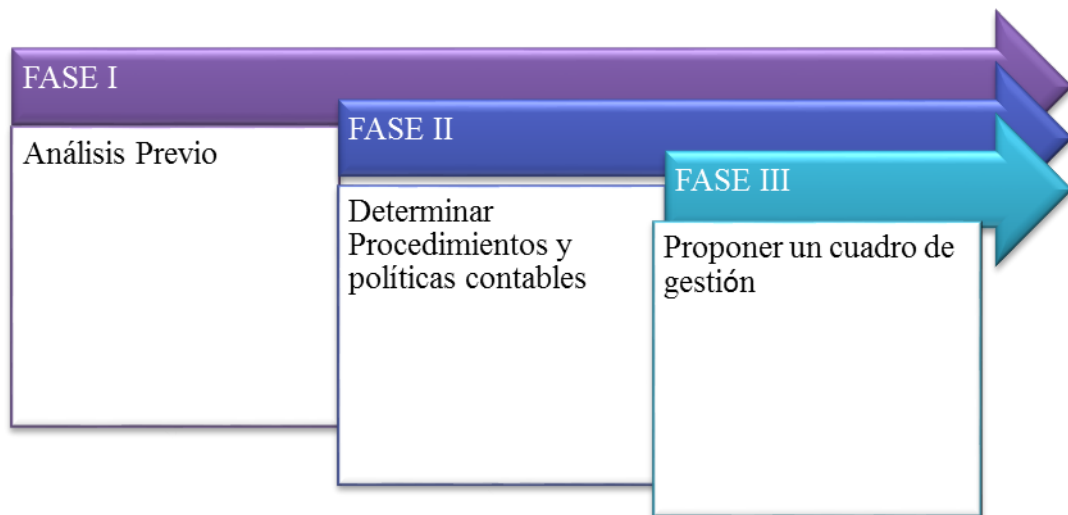 FASE I
Análisis Previo
FASE II
Determinar
Procedimientos y
políticas contables
FASE III
Proponer un cuadro de
gestión